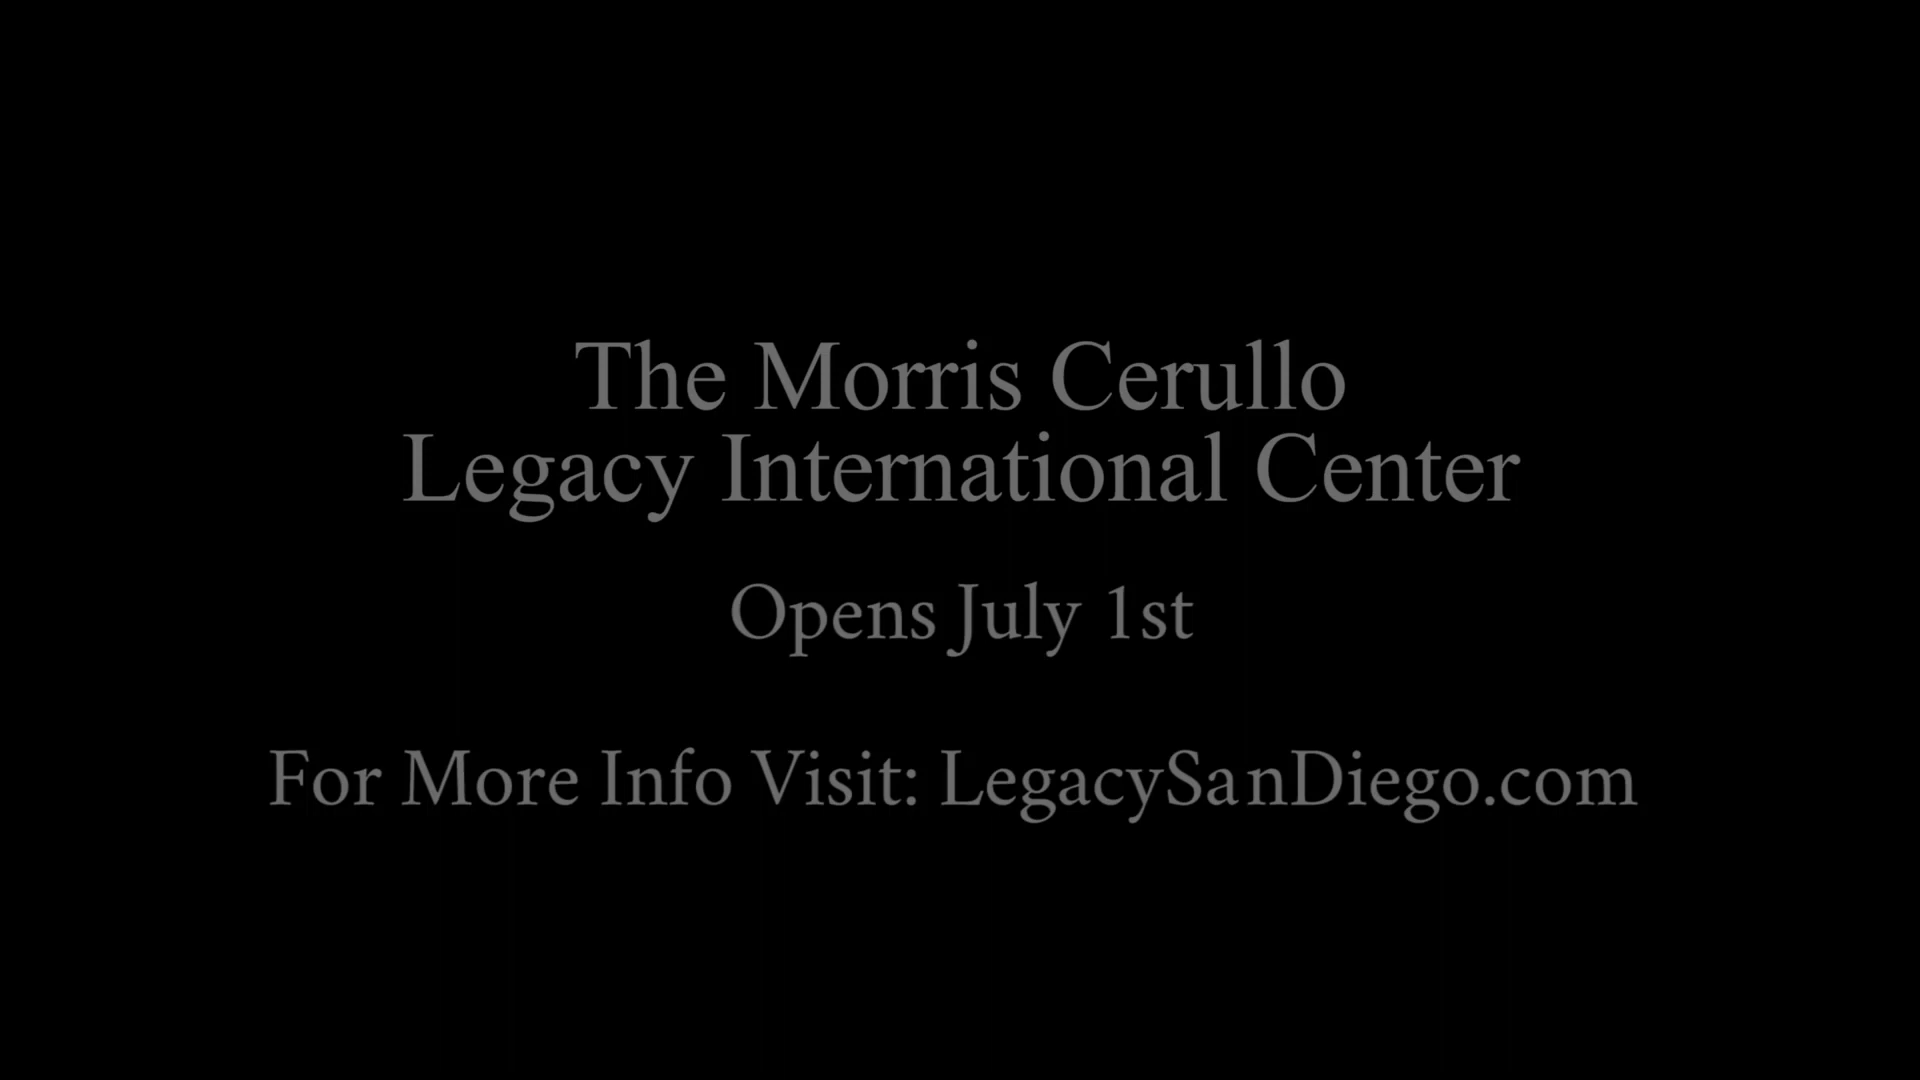 The Morris Cerullo
Legacy International Center
Opens July 1st
For More Info Visit: LegacySanDiego.com